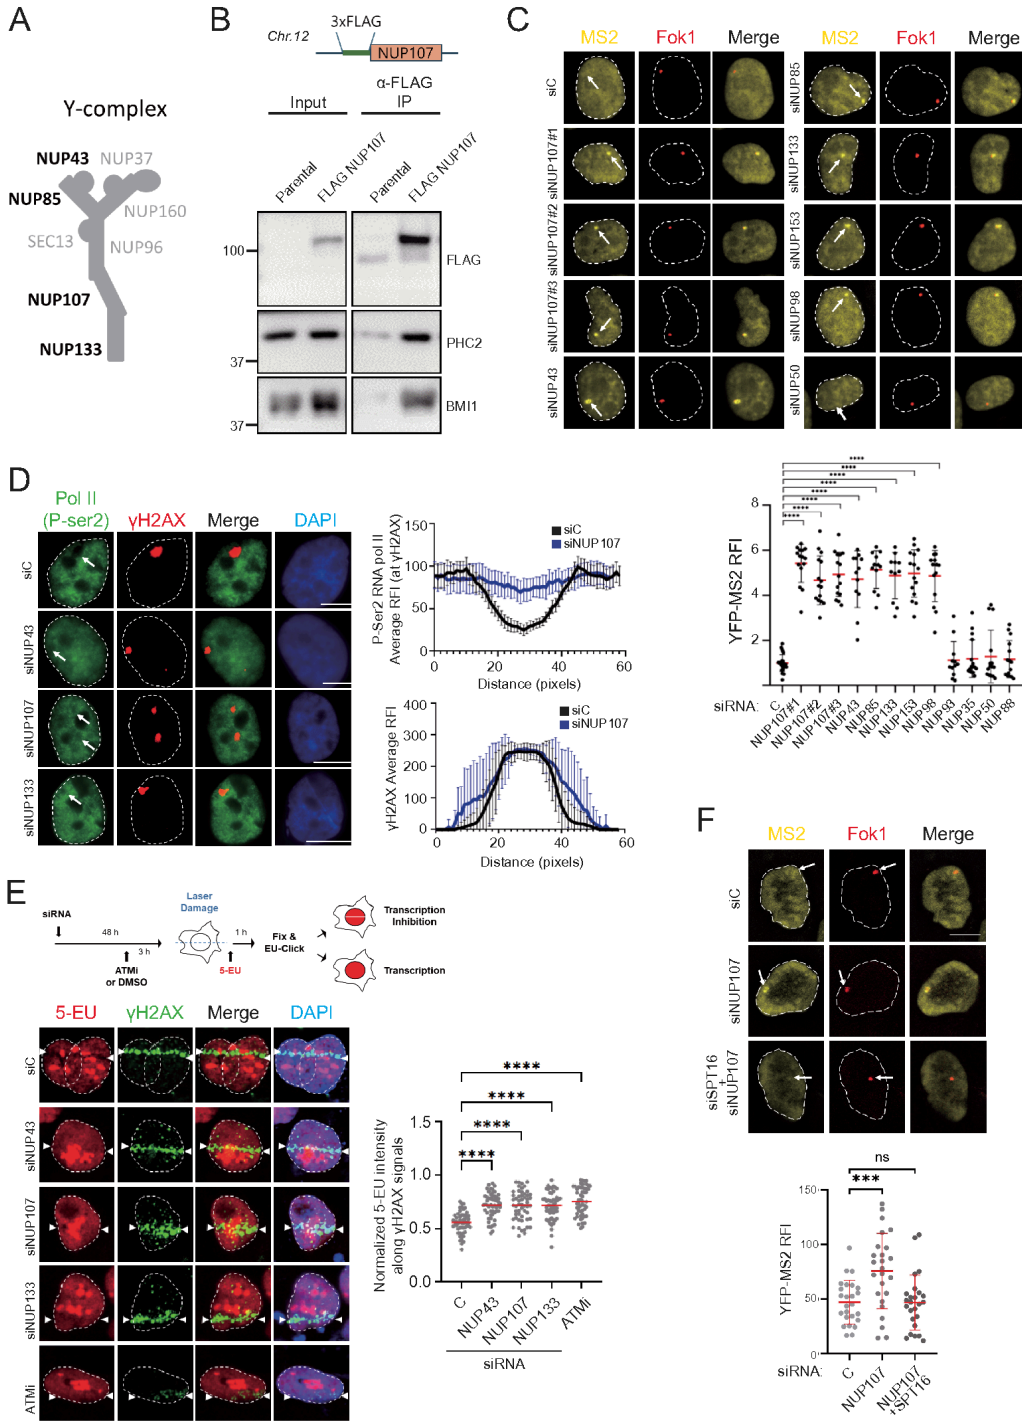 A
Y-complex
NUP43
NUP37
NUP85
NUP160
SEC13
NUP96
NUP107
NUP133
B
3xFLAG
Chr.12
NUP107
Input
α-FLAG
IP
Parental
FLAG NUP107
Parental
FLAG NUP107
100
FLAG
PHC2
37
BMI1
37
C
MS2 Fok1 Merge
MS2 Fok1 Merge
siC
siNUP107#1
siNUP107#2
siNUP107#3
siNUP43
siNUP85
siNUP133
siNUP153
siNUP98
siNUP50
****
****
****
****
****
****
****
****
YFP-MS2 RFI
8
6
4
2
siRNA:
C
NUP107#1
NUP107#2
NUP107#3
NUP43
NUP85
NUP133
NUP153
NUP98
NUP93
NUP35
NUP50
NUP88
D
Pol II
(P-ser2)
γH2AX
Merge
DAPI
siC
siNUP43
siNUP107
siNUP133
P-Ser2 RNA pol II
Average RFI (at γH2AX)
150
100
50
0
siC
siNUP107
0 20 40 60
Distance (pixels)
γH2AX Average RFI
400
300
200
100
0
siC
siNUP107
0 20 40 60
Distance (pixels)
E
siRNA
48 h
3 h
ATMi
or DMSO
Laser
Damage
1 h
5-EU
Fix &
EU-Click
Transcription
Inhibition
Transcription
5-EU
γH2AX
Merge
DAPI
siC
siNUP43
siNUP107
siNUP133
ATMi
****
****
****
****
Normalized 5-EU intensity
along γH2AX signals
1.5
1.0
0.5
0.0
C
NUP43
NUP107
NUP133
ATMi
siRNA
F
MS2
Fok1
Merge
siC
siNUP107
siSPT16
+
siNUP107
ns
***
YFP-MS2 RFI
150
100
50
0
siRNA:
C
NUP107
NUP107
+SPT16